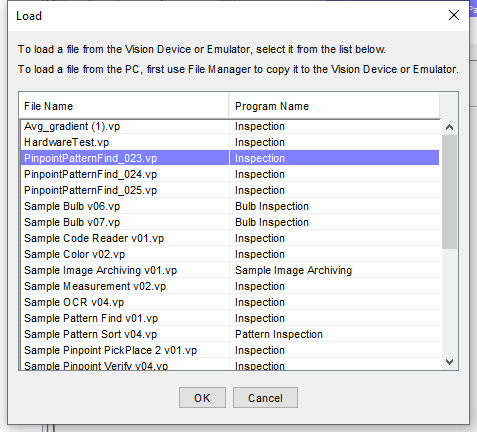 Load
To load a file from the Vision Device or Emulator, select it from the list below.
To load a file from the PC, first use File Manager to copy it to the Vision Device or Emulator.
File Name Program Name
Avg_gradient (1).vp Inspection
HardwareTest.vp Inspection
PinpointPatternFind_023.vp Inspection
PinpointPatternFind_024.vp Inspection
PinpointPatternFind_025.vp Inspection
Sample Bulb v06.vp Bulb Inspection
Sample Bulb v07.vp Bulb Inspection
Sample Code Reader v01.vp Inspection
Sample Color v02.vp Inspection
Sample Image Archiving v01.vp Sample Image Archiving
Sample Measurement v02.vp Inspection
Sample OCR v04.vp Inspection
Sample Pattern Find v01.vp Inspection
Sample Pattern Sort v04.vp Pattern Inspection
Sample Pinpoint PickPlace 2 v01.vp Inspection
Sample Pinpoint Verify v04.vp Inspection
OK Cancel